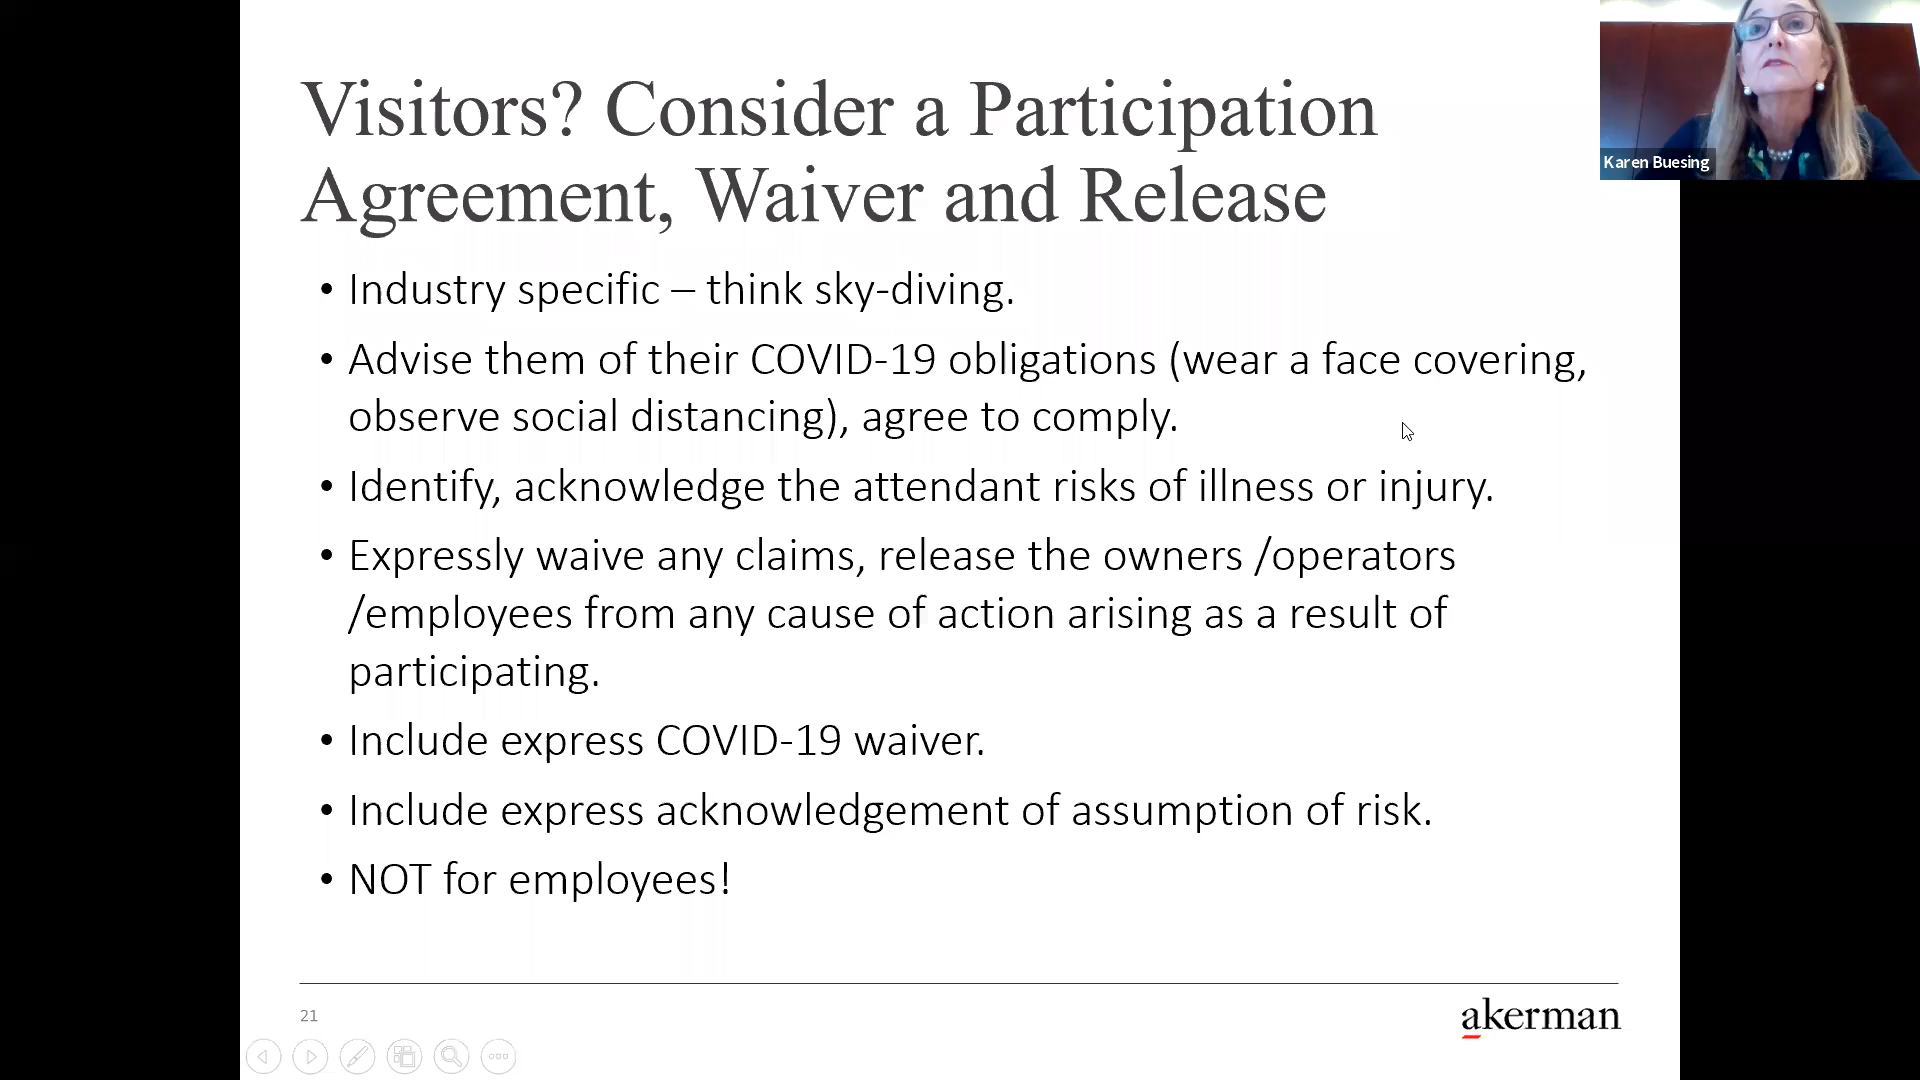 Visitors? Consider a Participation
Agreement, Waiver and Release
Karen Buesing
• Industry specific – think sky-diving.
• Advise them of their COVID-19 obligations (wear a face covering,
observe social distancing), agree to comply.
• Identify, acknowledge the attendant risks of illness or injury.
• Expressly waive any claims, release the owners /operators
/employees from any cause of action arising as a result of
participating.
• Include express COVID-19 waiver.
• Include express acknowledgement of assumption of risk.
• NOT for employees!
21
akerman